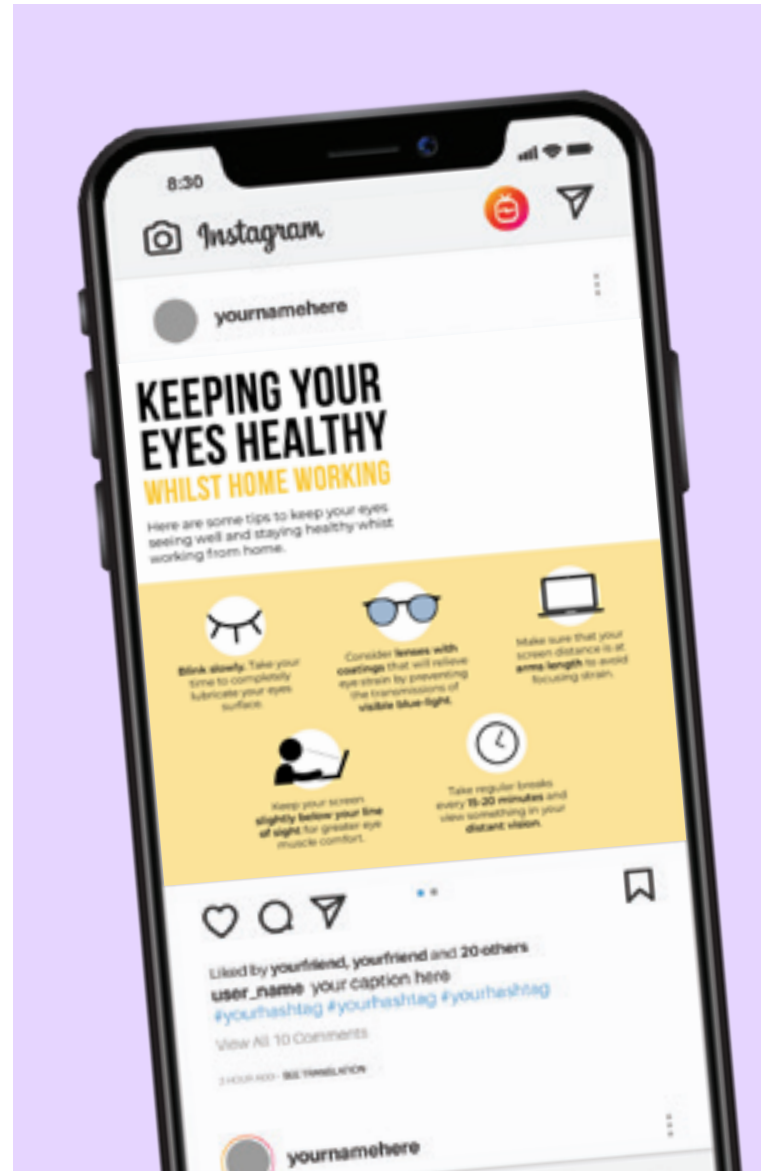 8:30
Instagram
yournamehere
KEEPING YOUR
EYES HEALTHY
WHILST HOME WORKING
Here are some tips to keep your eyes
seeing well and staying healthy whist
working from home.
Blink slowly. Take your
time to completely
lubricate your eyes
surface.
Consider lenses with
coatings that will relieve
eye strain by preventing
the transmissions of
visible blue-light.
Make sure that your
screen distance is at
arms length to avoid
focusing strain.
Keep your screen
slightly below your line
of sight for greater eye
muscle comfort.
Take regular breaks
every 15-20 minutes and
view something in your
distant vision.
Liked by yourfriend, yourfriend and 20 others
user_name your caption here
#yourhashtag #yourhashtag #yourhashtag
View All 10 Comments
2 HOUR AGO · SEE TRANSLATION
yournamehere